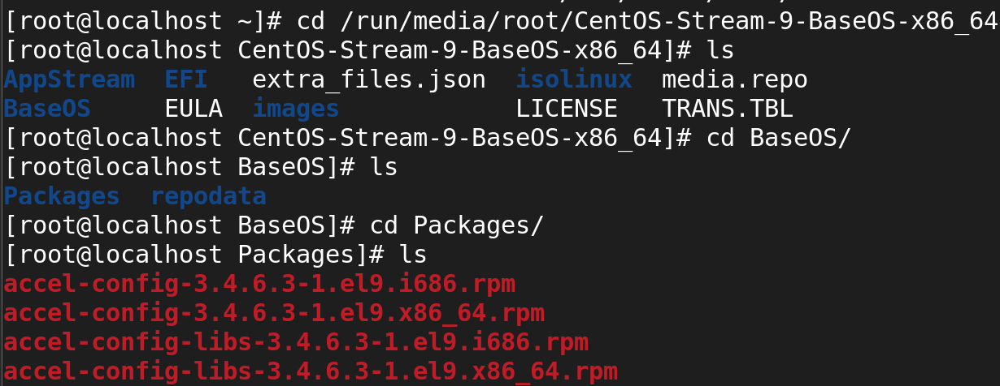 [root@localhost ~]# cd /run/media/root/CentOS-Stream-9-BaseOS-x86_64
[root@localhost CentOS-Stream-9-BaseOS-x86_64]# ls
AppStream  EFI   extra_files.json  isolinux  media.repo
BaseOS     EULA  images            LICENSE   TRANS.TBL
[root@localhost CentOS-Stream-9-BaseOS-x86_64]# cd BaseOS/
[root@localhost BaseOS]# ls
Packages  repodata
[root@localhost BaseOS]# cd Packages/
[root@localhost Packages]# ls
accel-config-3.4.6.3-1.el9.i686.rpm
accel-config-3.4.6.3-1.el9.x86_64.rpm
accel-config-libs-3.4.6.3-1.el9.i686.rpm
accel-config-libs-3.4.6.3-1.el9.x86_64.rpm